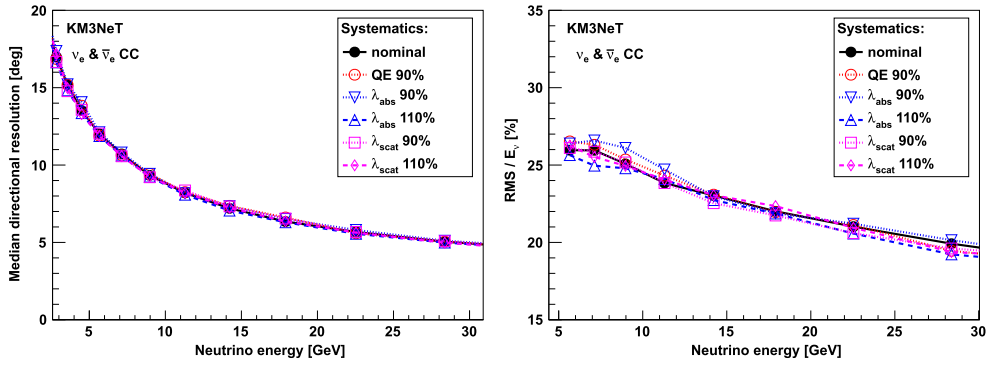 KM3NeT
νe & ν̄e CC
Systematics:
nominal
QE 90%
λabs 90%
λabs 110%
λscat 90%
λscat 110%
Median directional resolution [deg]
20
15
10
5
0
5 10 15 20 25 30
Neutrino energy [GeV]
KM3NeT
νe & ν̄e CC
Systematics:
nominal
QE 90%
λabs 90%
λabs 110%
λscat 90%
λscat 110%
RMS / Eν [%]
35
30
25
20
15
5 10 15 20 25 30
Neutrino energy [GeV]